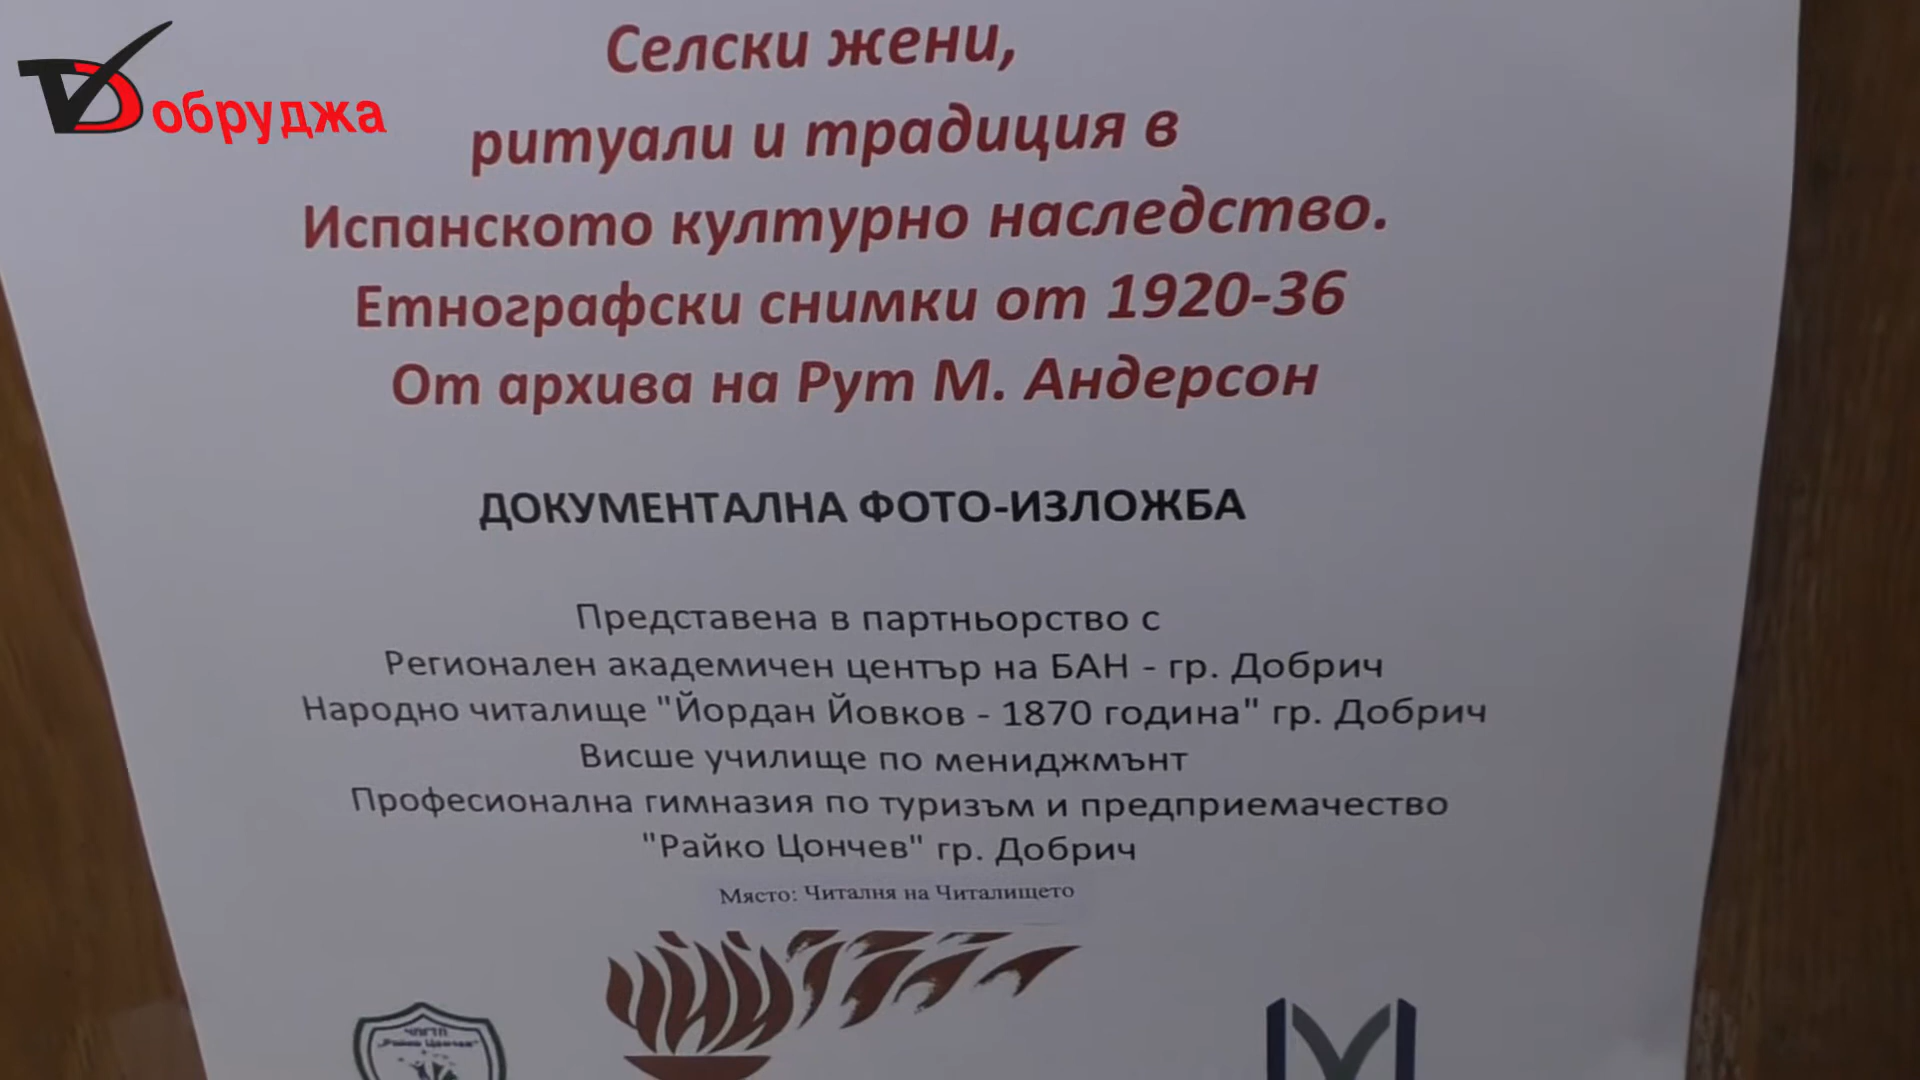 Добруджа
Селски жени,
ритуали и традиция в
Испанското културно наследство.
Етнографски снимки от 1920-36
От архива на Рут М. Андерсон
ДОКУМЕНТАЛНА ФОТО-ИЗЛОЖБА
Представена в партньорство с
Регионален академичен център на БАН - гр. Добрич
Народно читалище "Йордан Йовков - 1870 година" гр. Добрич
Висше училище по мениджмънт
Професионална гимназия по туризъм и предприемачество
"Райко Цончев" гр. Добрич
Място: Читалня на Читалището
"Райко Цончев"